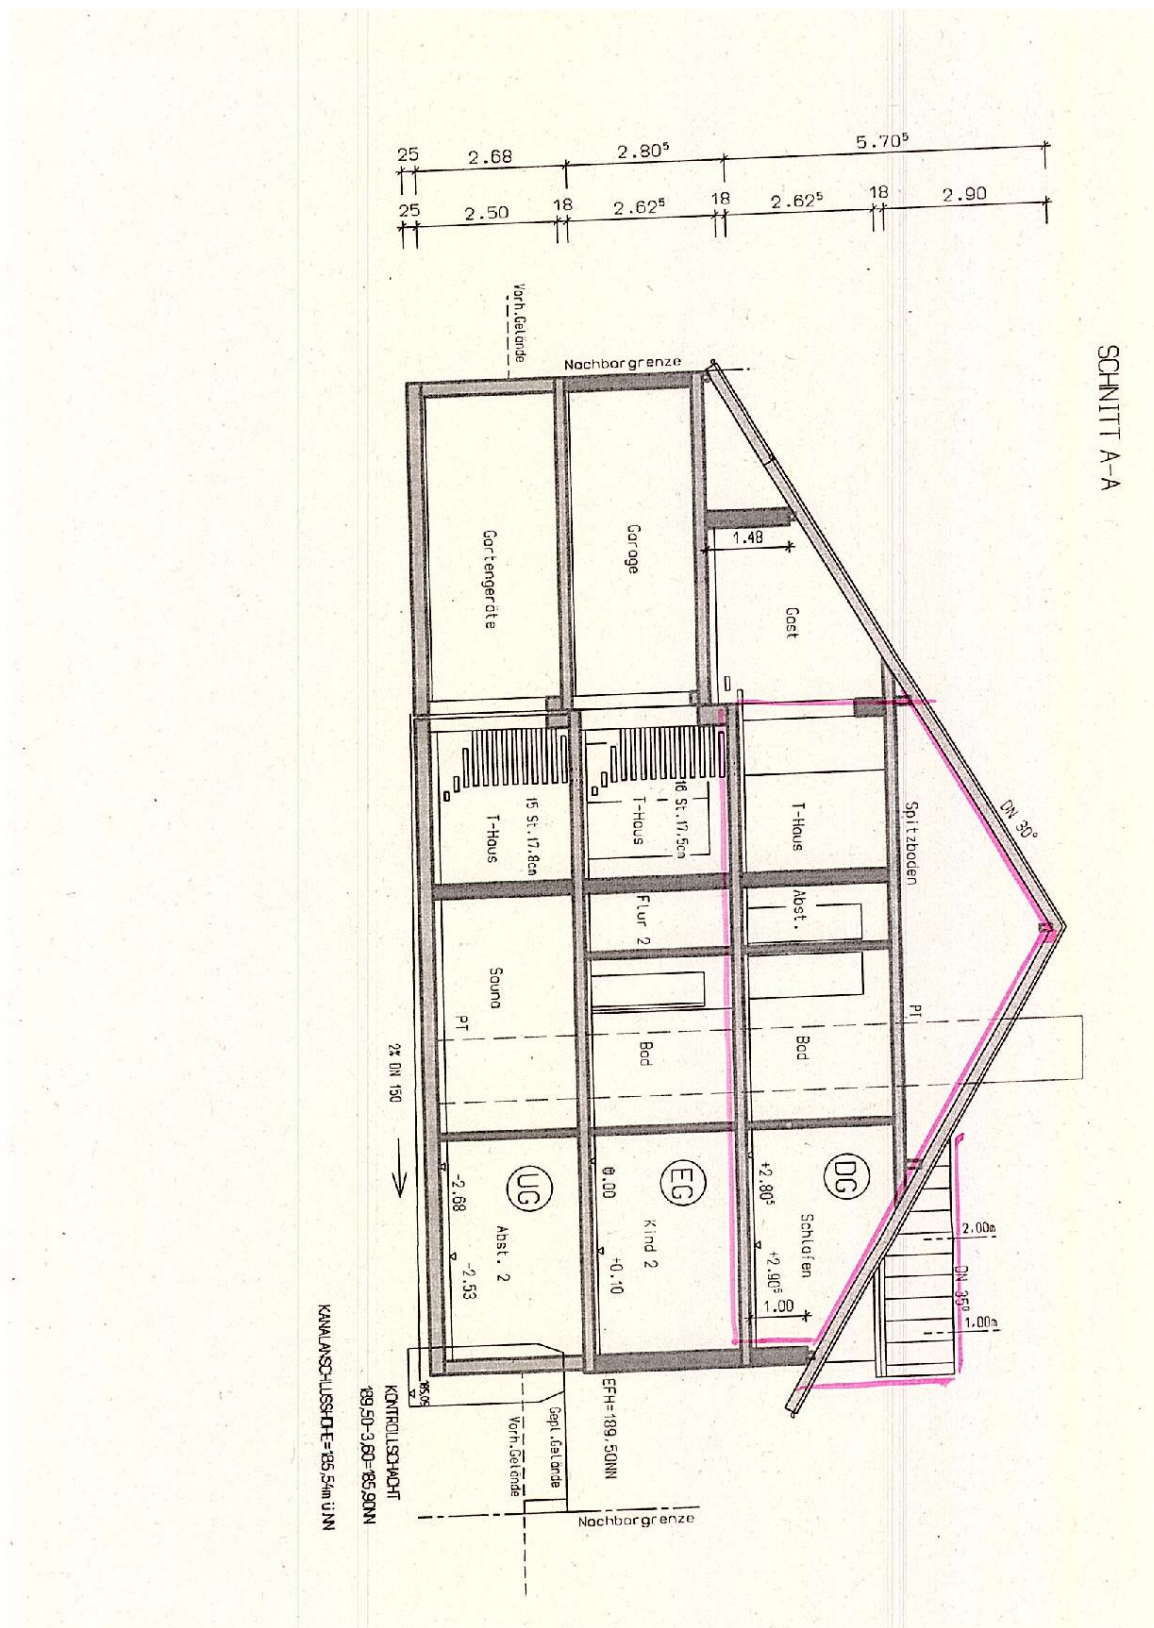 SCHNITT A-A
25 2.68 2.80⁵ 5.70⁵
25 2.50 18 2.62⁵ 18 2.62⁵ 18 2.90
Vorh.Gelände
Nachbargrenze
Gartengeräte
Garage
1.48
Gast
15 St.17.8cm
T-Haus
16 St.17.5cm
T-Haus
T-Haus
Spitzboden
DN 30°
Flur 2
Abst.
Sauna
PT
Bad
Bad
PT
2% DN 150
UG
-2.68
-2.53
Abst. 2
EG
0.00
+0.10
Kind 2
DG
+2.80⁵
+2.90⁵
Schlafen
1.00
2.00m
DN 35°
1.00m
185,05
EFH=189,50NN
Gepl.Gelände
Vorh.Gelände
Nachbargrenze
KONTROLLSCHACHT
189,50-3,60=185,90NN
KANALANSCHLUSSHÖHE=185,54m ü.NN